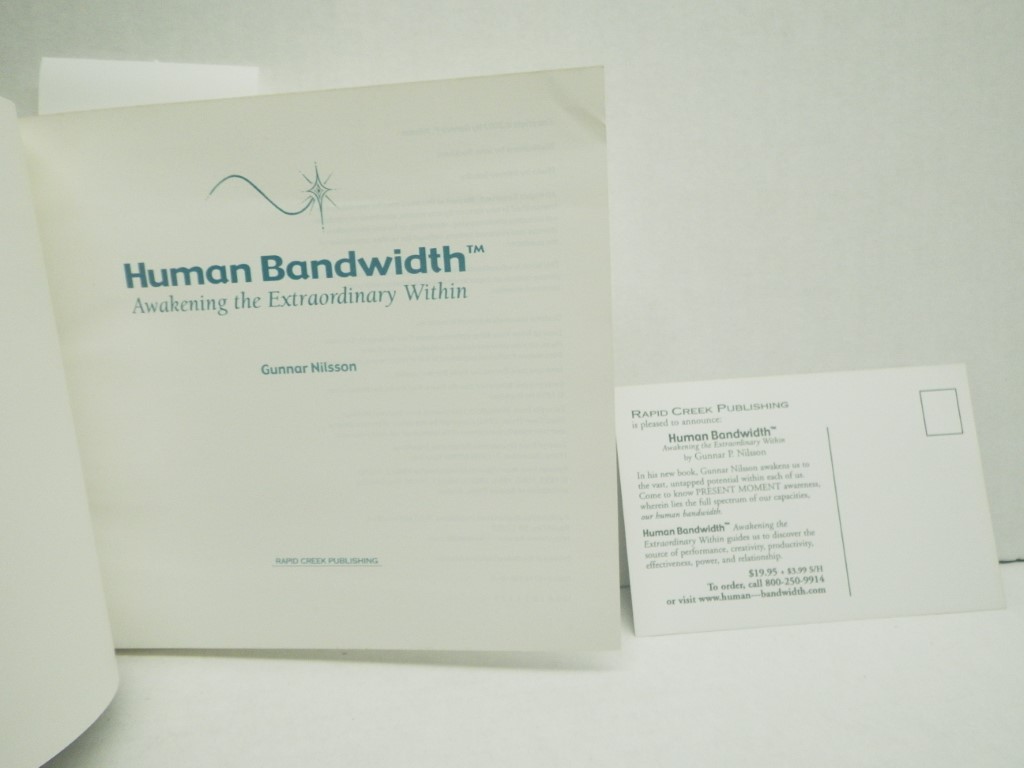 Human Bandwidth™
Awakening the Extraordinary Within
Gunnar Nilsson
RAPID CREEK PUBLISHING
RAPID CREEK PUBLISHING
is pleased to announce:
Human Bandwidth™
Awakening the Extraordinary Within
by Gunnar P. Nilsson
In his new book, Gunnar Nilsson awakens us to
the vast, untapped potential within each of us.
Come to know PRESENT MOMENT awareness,
wherein lies the full spectrum of our capacities,
our human bandwidth.
Human Bandwidth™ Awakening the
Extraordinary Within guides us to discover the
source of performance, creativity, productivity,
effectiveness, power, and relationship.
$19.95 + $3.99 S/H
To order, call 800-250-9914
or visit www.human—bandwidth.com